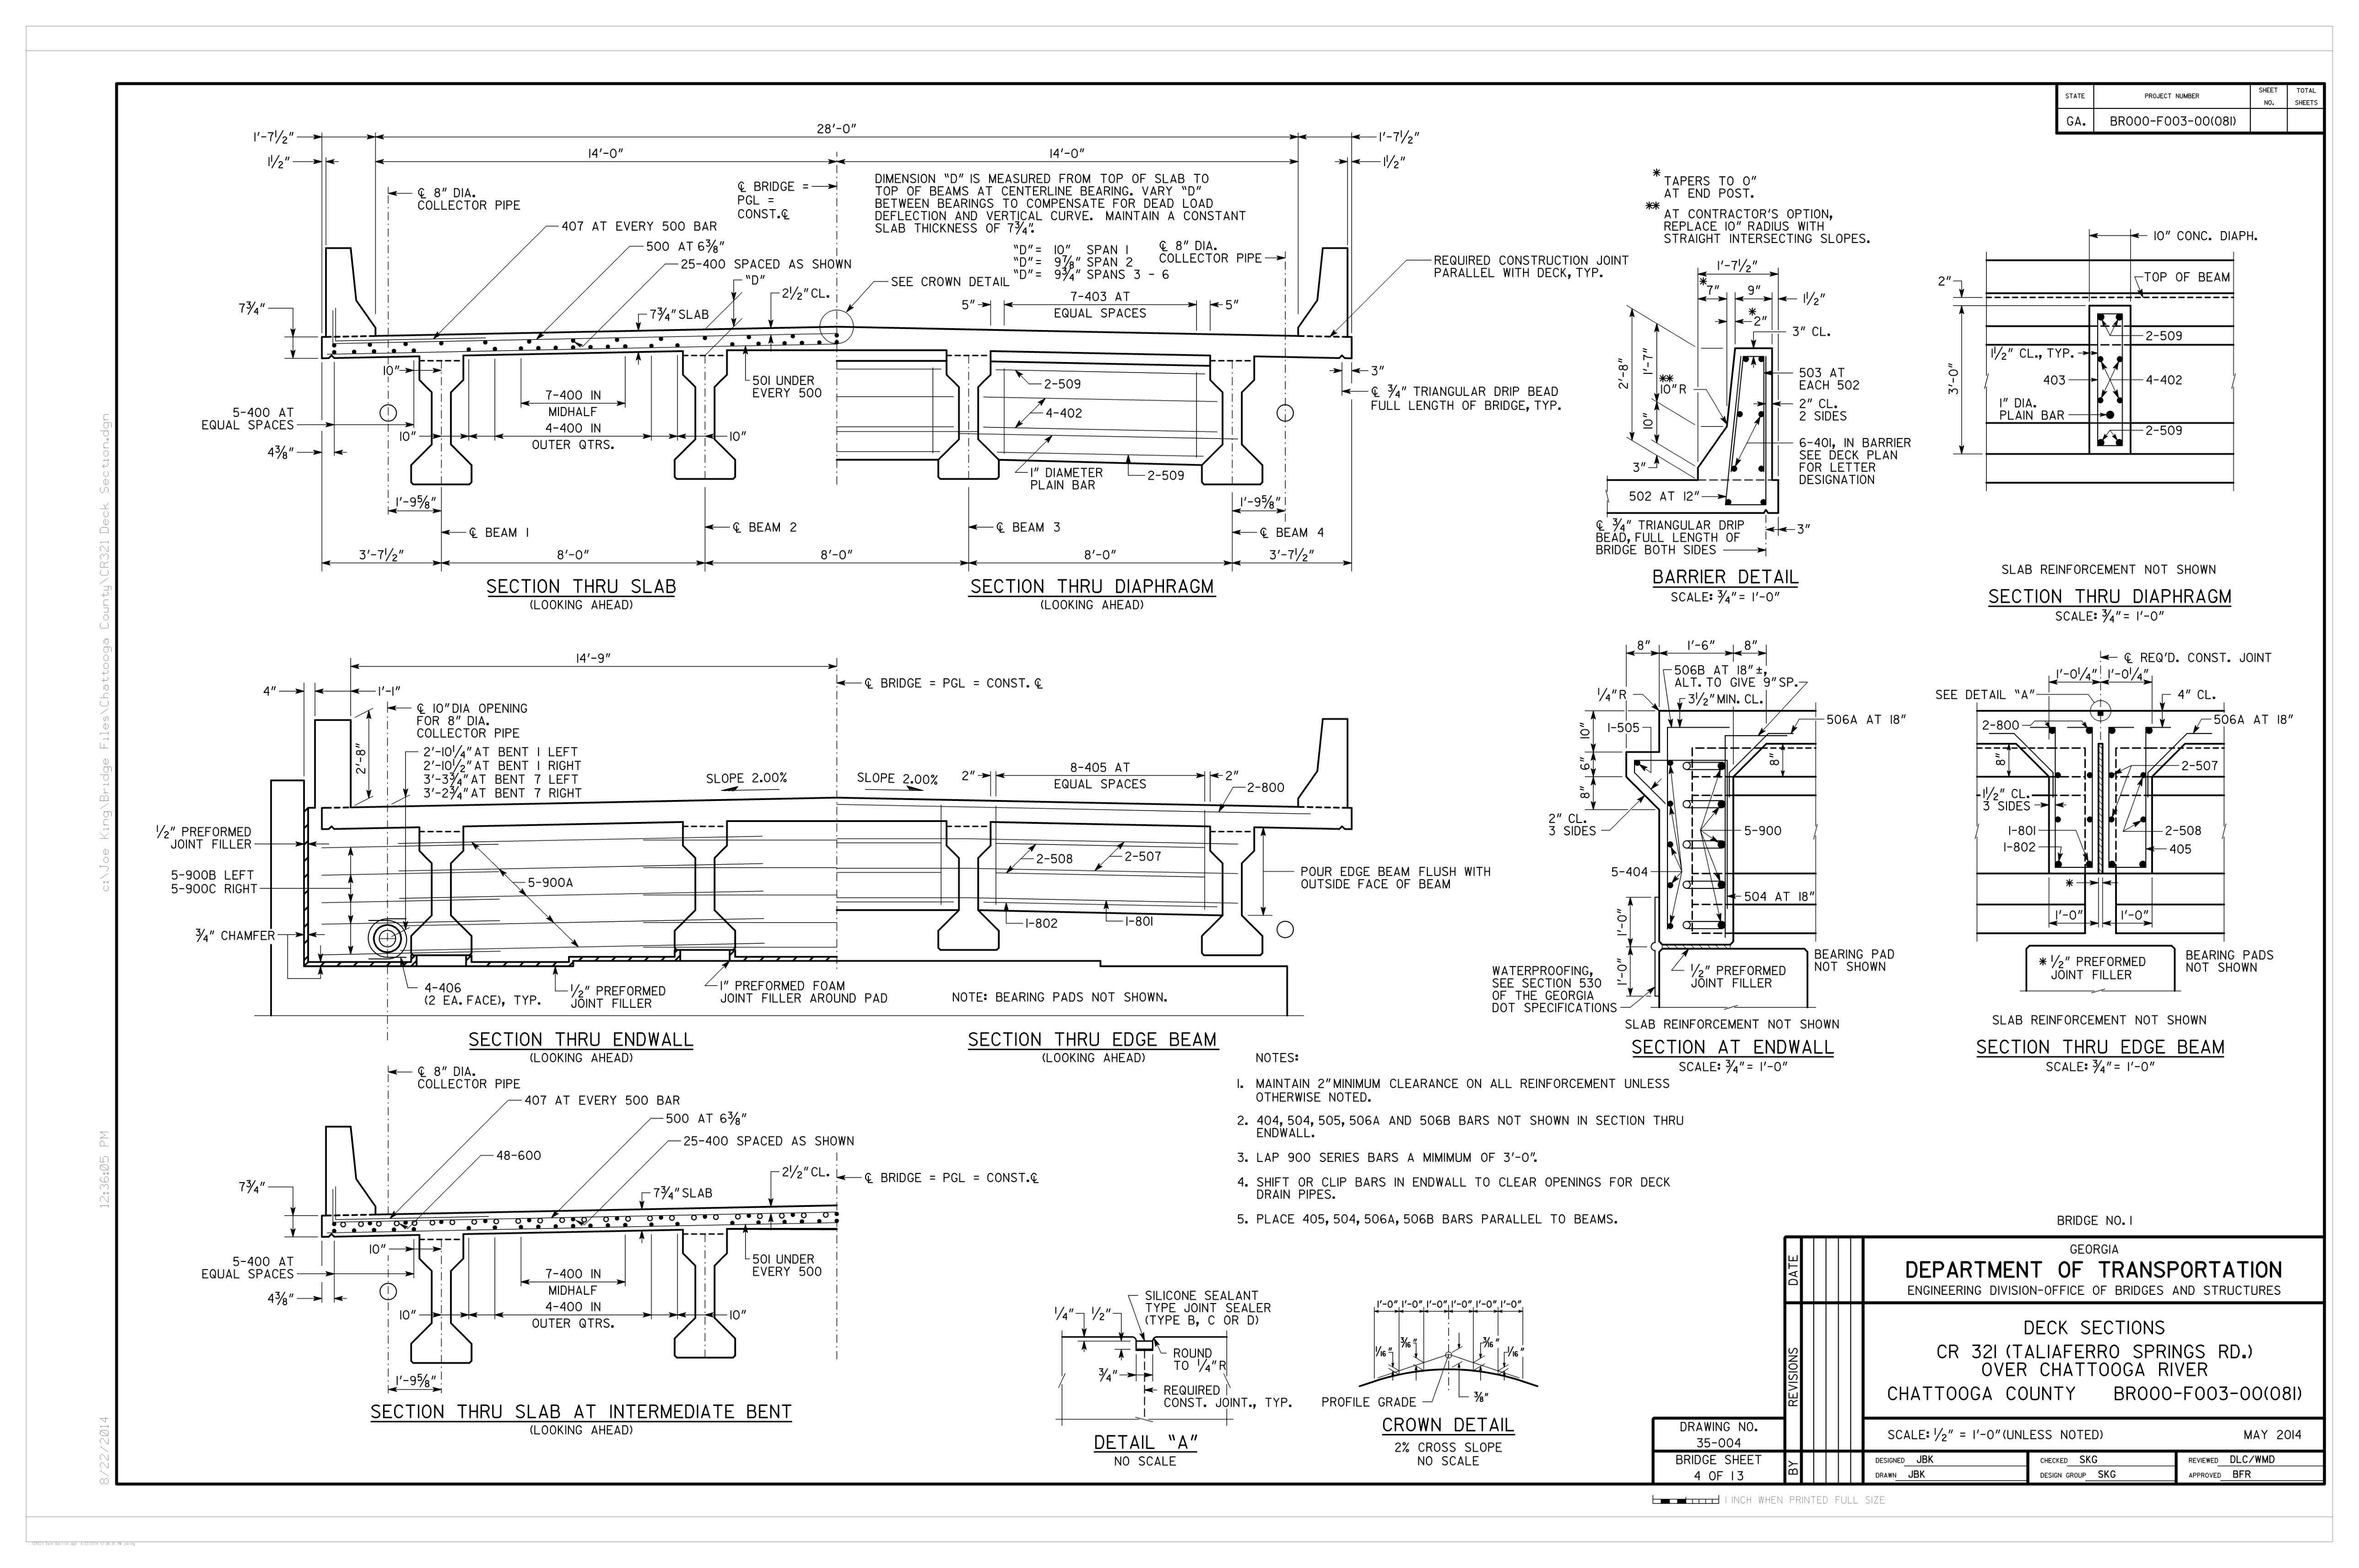 STATE
PROJECT NUMBER
SHEET
NO.
TOTAL
SHEETS
GA.
BR000-F003-00(081)
1'-7½"
28'-0"
1'-7½"
1½"
14'-0"
14'-0"
1½"
℄ 8" DIA.
COLLECTOR PIPE
℄ BRIDGE =
PGL =
CONST.℄
DIMENSION "D" IS MEASURED FROM TOP OF SLAB TO
TOP OF BEAMS AT CENTERLINE BEARING. VARY "D"
BETWEEN BEARINGS TO COMPENSATE FOR DEAD LOAD
DEFLECTION AND VERTICAL CURVE. MAINTAIN A CONSTANT
SLAB THICKNESS OF 7¾".
407 AT EVERY 500 BAR
500 AT 6⅜"
25-400 SPACED AS SHOWN
"D"
2½"CL.
SEE CROWN DETAIL
"D"= 10" SPAN 1
"D"= 9⅞" SPAN 2
"D"= 9¾" SPANS 3 - 6
℄ 8" DIA.
COLLECTOR PIPE
REQUIRED CONSTRUCTION JOINT
PARALLEL WITH DECK, TYP.
7¾"
7¾"SLAB
5"
7-403 AT
EQUAL SPACES
5"
10"
5-400 AT
EQUAL SPACES
4⅜"
7-400 IN
MIDHALF
4-400 IN
OUTER QTRS.
10"
10"
501 UNDER
EVERY 500
2-509
4-402
1" DIAMETER
PLAIN BAR
2-509
3"
℄ ¾" TRIANGULAR DRIP BEAD
FULL LENGTH OF BRIDGE, TYP.
1'-9⅝"
1'-9⅝"
℄ BEAM 1
℄ BEAM 2
℄ BEAM 3
℄ BEAM 4
3'-7½"
8'-0"
8'-0"
8'-0"
3'-7½"
SECTION THRU SLAB
(LOOKING AHEAD)
SECTION THRU DIAPHRAGM
(LOOKING AHEAD)
* TAPERS TO 0"
AT END POST.
** AT CONTRACTOR'S OPTION,
REPLACE 10" RADIUS WITH
STRAIGHT INTERSECTING SLOPES.
1'-7½"
*
7"
9"
1½"
*
2"
3" CL.
2'-8"
1'-7"
**
10"R
10"
3"
503 AT
EACH 502
2" CL.
2 SIDES
6-401, IN BARRIER
SEE DECK PLAN
FOR LETTER
DESIGNATION
502 AT 12"
℄ ¾" TRIANGULAR DRIP
BEAD, FULL LENGTH OF
BRIDGE BOTH SIDES
3"
BARRIER DETAIL
SCALE: ¾"= 1'-0"
10" CONC. DIAPH.
2"
TOP OF BEAM
2-509
1½" CL., TYP.
3'-0"
403
4-402
1" DIA.
PLAIN BAR
2-509
SLAB REINFORCEMENT NOT SHOWN
SECTION THRU DIAPHRAGM
SCALE: ¾"= 1'-0"
14'-9"
4"
1'-1"
℄ BRIDGE = PGL = CONST. ℄
℄ 10"DIA OPENING
FOR 8" DIA.
COLLECTOR PIPE
2'-8"
2'-10¼"AT BENT 1 LEFT
2'-10½"AT BENT 1 RIGHT
3'-3¾"AT BENT 7 LEFT
3'-2¾"AT BENT 7 RIGHT
SLOPE 2.00%
SLOPE 2.00%
2"
8-405 AT
EQUAL SPACES
2"
2-800
½" PREFORMED
JOINT FILLER
5-900B LEFT
5-900C RIGHT
5-900A
2-508
2-507
POUR EDGE BEAM FLUSH WITH
OUTSIDE FACE OF BEAM
¾" CHAMFER
1-802
1-801
4-406
(2 EA. FACE), TYP.
½" PREFORMED
JOINT FILLER
1" PREFORMED FOAM
JOINT FILLER AROUND PAD
NOTE: BEARING PADS NOT SHOWN.
SECTION THRU ENDWALL
(LOOKING AHEAD)
SECTION THRU EDGE BEAM
(LOOKING AHEAD)
8"
1'-6"
8"
506B AT 18"±,
ALT. TO GIVE 9"SP.
¼"R
3½"MIN. CL.
1-505
506A AT 18"
10"
6"
8"
8"
2" CL.
3 SIDES
5-900
5-404
504 AT 18"
1'-0"
1'-0"
WATERPROOFING,
SEE SECTION 530
OF THE GEORGIA
DOT SPECIFICATIONS
½" PREFORMED
JOINT FILLER
BEARING PAD
NOT SHOWN
SLAB REINFORCEMENT NOT SHOWN
SECTION AT ENDWALL
SCALE: ¾"= 1'-0"
℄ REQ'D. CONST. JOINT
1'-0¼"
1'-0¼"
SEE DETAIL "A"
4" CL.
2-800
506A AT 18"
8"
2-507
1½" CL.
3 SIDES
1-801
1-802
2-508
405
*
1'-0"
1'-0"
* ½" PREFORMED
JOINT FILLER
BEARING PADS
NOT SHOWN
SLAB REINFORCEMENT NOT SHOWN
SECTION THRU EDGE BEAM
SCALE: ¾"= 1'-0"
NOTES:
1. MAINTAIN 2"MINIMUM CLEARANCE ON ALL REINFORCEMENT UNLESS
OTHERWISE NOTED.
2. 404, 504, 505, 506A AND 506B BARS NOT SHOWN IN SECTION THRU
ENDWALL.
3. LAP 900 SERIES BARS A MIMIMUM OF 3'-0".
4. SHIFT OR CLIP BARS IN ENDWALL TO CLEAR OPENINGS FOR DECK
DRAIN PIPES.
5. PLACE 405, 504, 506A, 506B BARS PARALLEL TO BEAMS.
℄ 8" DIA.
COLLECTOR PIPE
407 AT EVERY 500 BAR
500 AT 6⅜"
25-400 SPACED AS SHOWN
48-600
2½"CL.
℄ BRIDGE = PGL = CONST.℄
7¾"
7¾"SLAB
10"
5-400 AT
EQUAL SPACES
4⅜"
7-400 IN
MIDHALF
4-400 IN
OUTER QTRS.
10"
10"
501 UNDER
EVERY 500
1'-9⅝"
SECTION THRU SLAB AT INTERMEDIATE BENT
(LOOKING AHEAD)
SILICONE SEALANT
TYPE JOINT SEALER
(TYPE B, C OR D)
¼"
½"
ROUND
TO ¼"R
¾"
REQUIRED
CONST. JOINT., TYP.
DETAIL "A"
NO SCALE
1'-0"
1'-0"
1'-0"
1'-0"
1'-0"
1'-0"
1/16"
3/16"
3/16"
1/16"
PROFILE GRADE
⅜"
CROWN DETAIL
2% CROSS SLOPE
NO SCALE
BRIDGE NO. 1
GEORGIA
DEPARTMENT OF TRANSPORTATION
ENGINEERING DIVISION-OFFICE OF BRIDGES AND STRUCTURES
DECK SECTIONS
CR 321 (TALIAFERRO SPRINGS RD.)
OVER CHATTOOGA RIVER
CHATTOOGA COUNTY BR000-F003-00(081)
SCALE: ½" = 1'-0"(UNLESS NOTED)
MAY 2014
DESIGNED JBK
CHECKED SKG
REVIEWED DLC/WMD
DRAWN JBK
DESIGN GROUP SKG
APPROVED BFR
DATE
REVISIONS
BY
DRAWING NO.
35-004
BRIDGE SHEET
4 OF 13
1 INCH WHEN PRINTED FULL SIZE
c:\Joe King\Bridge Files\Chattooga County\CR321 Deck Section.dgn
12:36:05 PM
8/22/2014